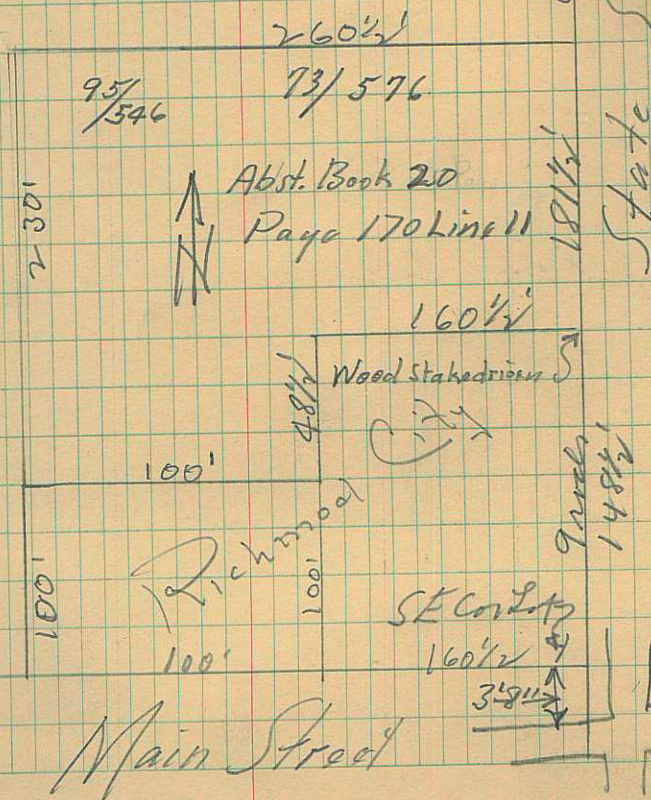 260½'
95/546
73/576
Abst. Book 20
Page 170 Line 11
N
230'
181½'
State
160½'
Wood Stake driven
48½'
City
100'
9 rods
148½'
Richmond
100'
100'
SE Cor Lot
160½
100'
3'8"
Main Street